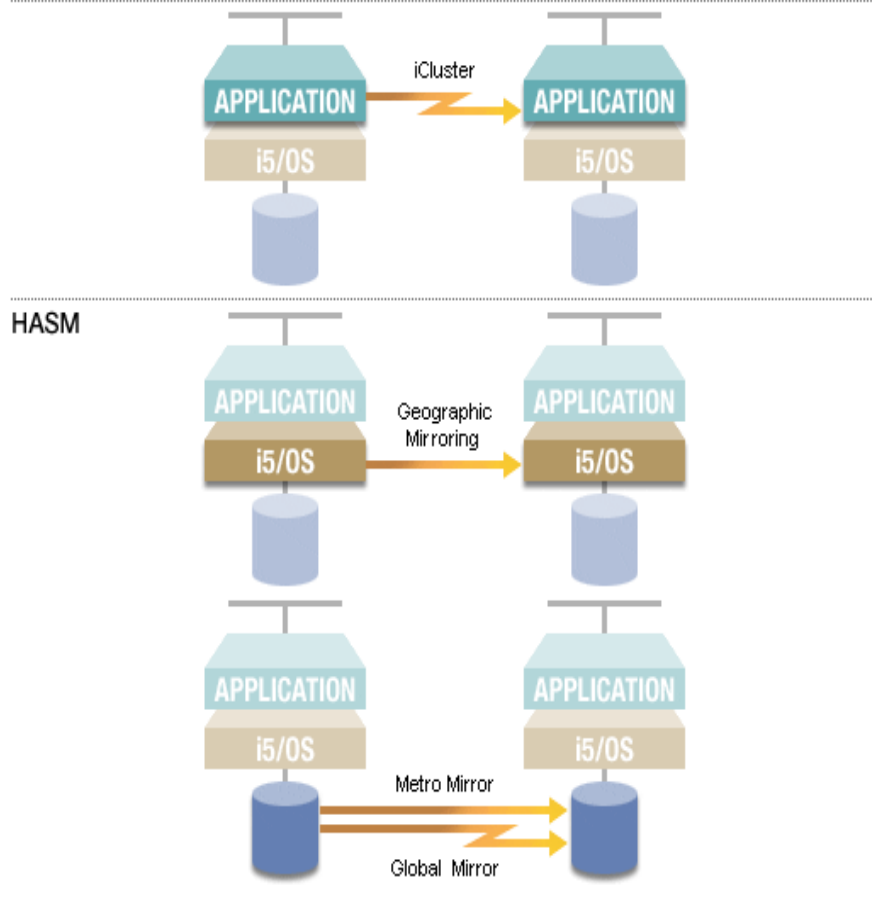 iCluster
APPLICATION APPLICATION
i5/OS i5/OS
HASM
APPLICATION APPLICATION
Geographic
Mirroring
i5/OS i5/OS
APPLICATION APPLICATION
i5/OS i5/OS
Metro Mirror
Global Mirror